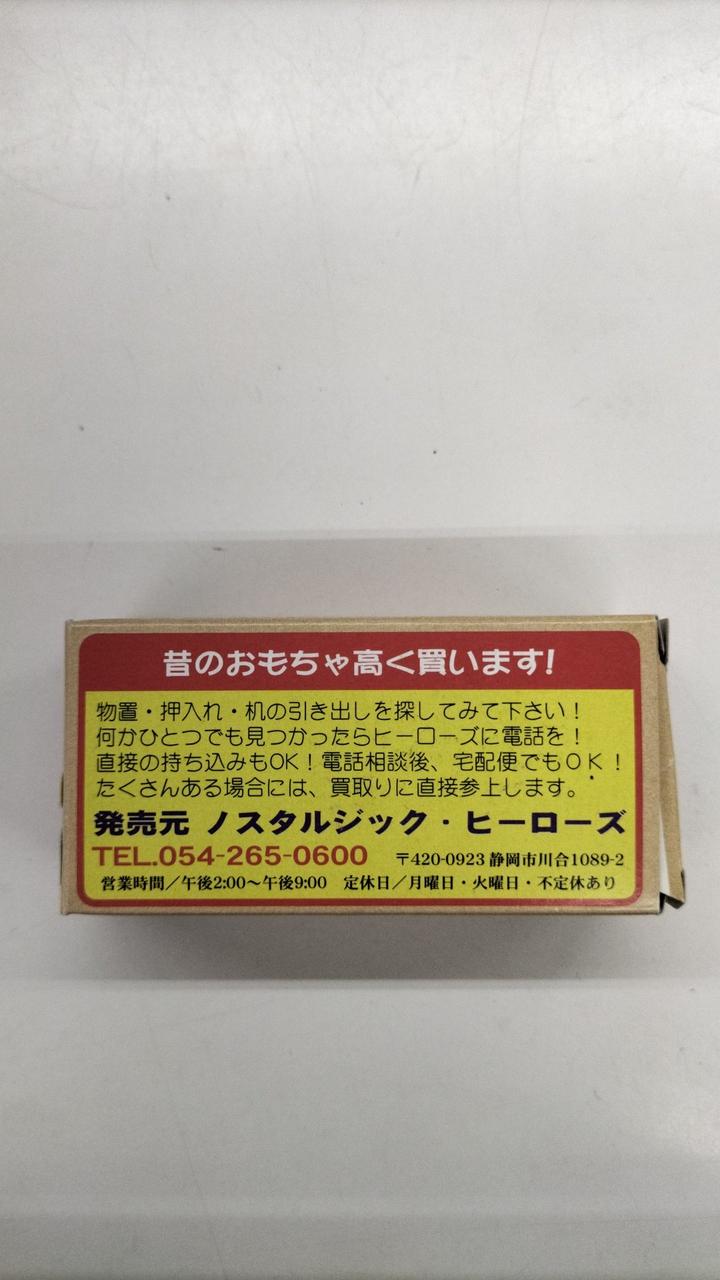 昔のおもちゃ高く買います!
物置・押入れ・机の引き出しを探してみて下さい！
何かひとつでも見つかったらヒーローズに電話を！
直接の持ち込みもOK！電話相談後、宅配便でもＯＫ！
たくさんある場合には、買取りに直接参上します。
発売元 ノスタルジック・ヒーローズ
TEL.054-265-0600 〒420-0923 静岡市川合1089-2
営業時間／午後2:00～午後9:00 定休日／月曜日・火曜日・不定休あり